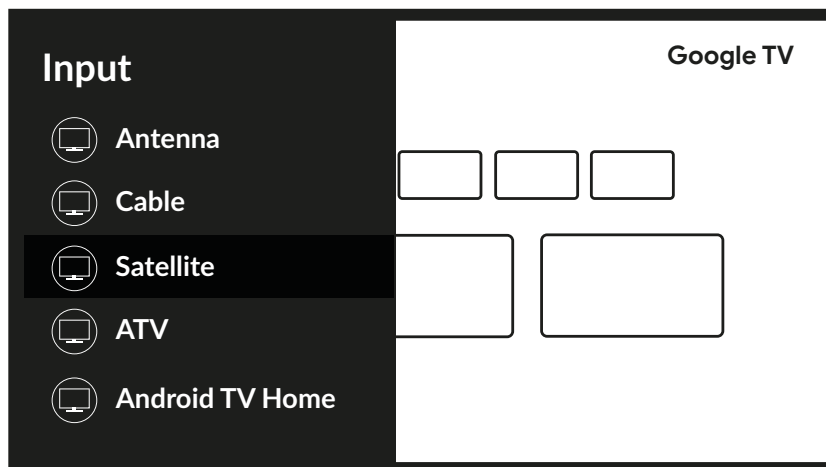 Input
Google TV
Antenna
Cable
Satellite
ATV
Android TV Home